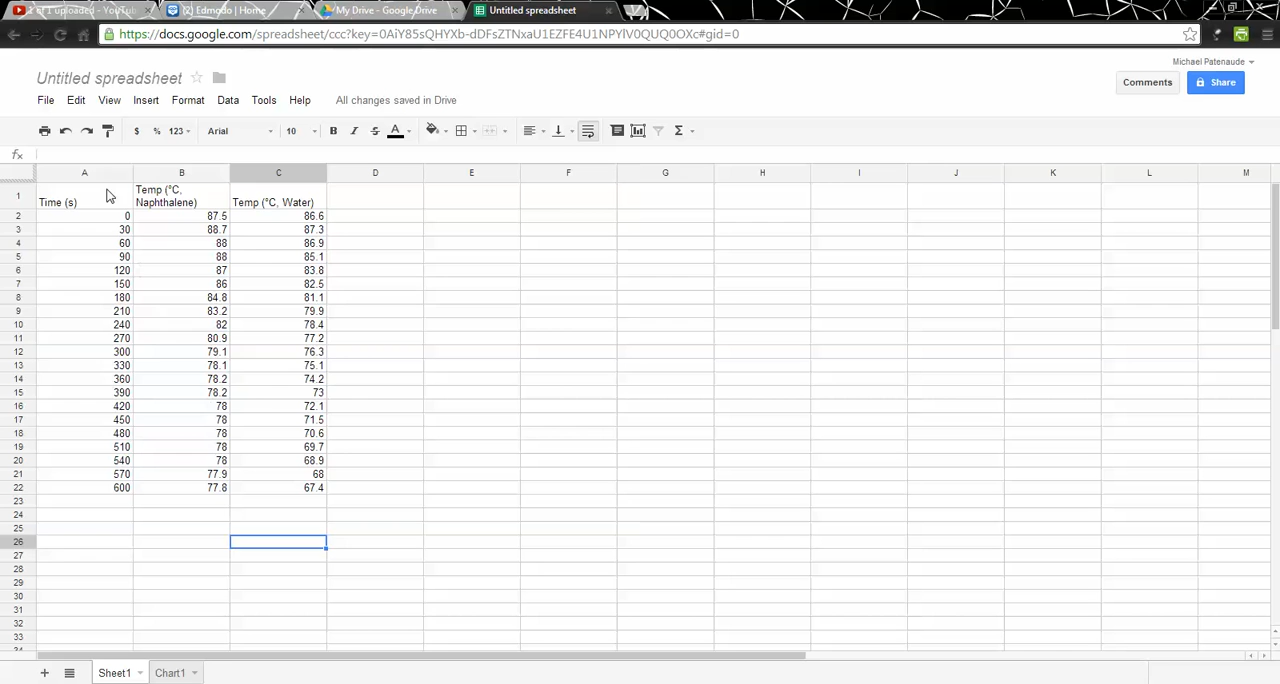 1 of 1 uploaded - YouTub
Edmodo | Home
My Drive - Google Drive
Untitled spreadsheet
https://docs.google.com/spreadsheet/ccc?key=0AiY85sQHYXb-dDFsZTNxaU1EZFE4U1NPYlV0QUQ0OXc#gid=0
Michael Patenaude
Untitled spreadsheet
Comments
Share
File Edit View Insert Format Data Tools Help All changes saved in Drive
$ % 123 Arial 10 B I S A Σ
fx
A B C D E F G H I J K L M
1 Time (s) Temp (°C, Naphthalene) Temp (°C, Water)
2 0 87.5 86.6
3 30 88.7 87.3
4 60 88 86.9
5 90 88 85.1
6 120 87 83.8
7 150 86 82.5
8 180 84.8 81.1
9 210 83.2 79.9
10 240 82 78.4
11 270 80.9 77.2
12 300 79.1 76.3
13 330 78.1 75.1
14 360 78.2 74.2
15 390 78.2 73
16 420 78 72.1
17 450 78 71.5
18 480 78 70.6
19 510 78 69.7
20 540 78 68.9
21 570 77.9 68
22 600 77.8 67.4
23
24
25
26
27
28
29
30
31
32
33
Sheet1 Chart1